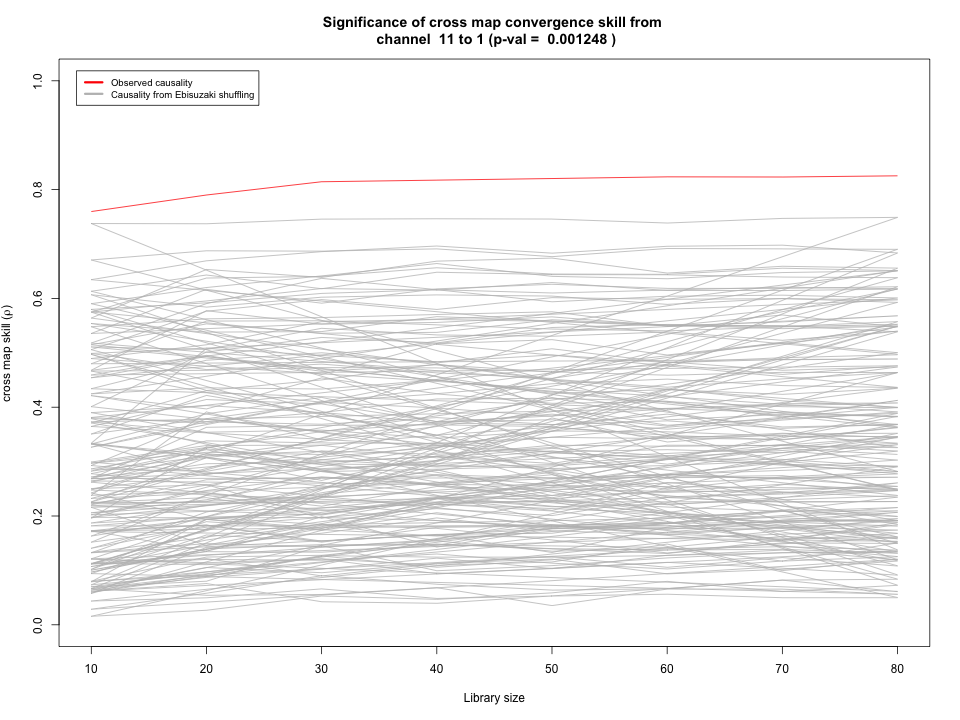 Significance of cross map convergence skill from
channel  11 to 1 (p-val =  0.001248 )
Observed causality
Causality from Ebisuzaki shuffling
cross map skill (ρ)
1.0
0.8
0.6
0.4
0.2
0.0
10 20 30 40 50 60 70 80
Library size